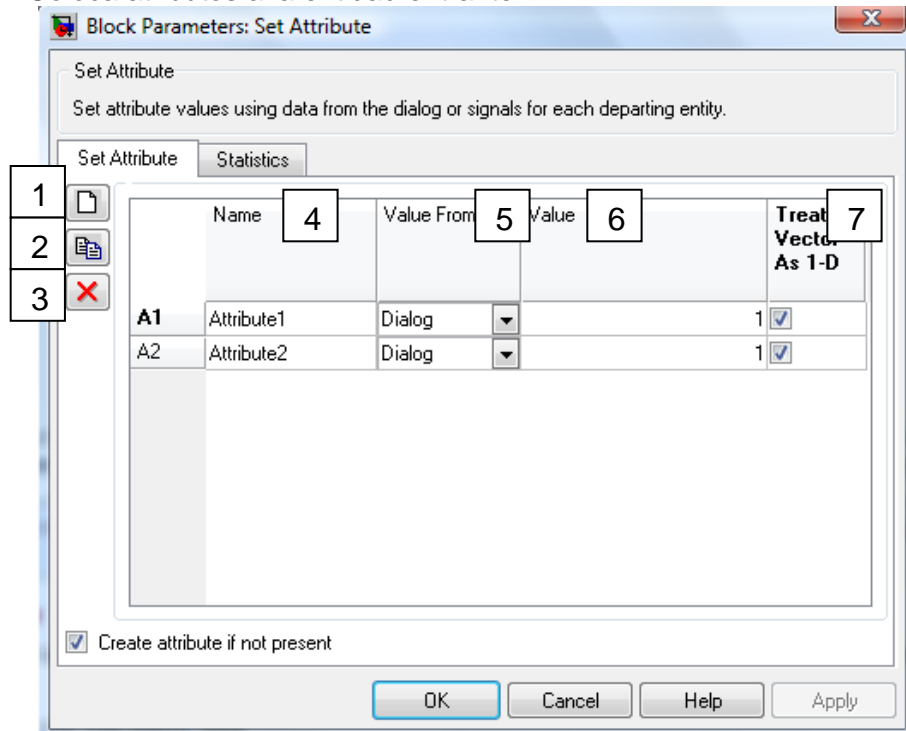 Block Parameters: Set Attribute
X
Set Attribute
Set attribute values using data from the dialog or signals for each departing entity.
Set Attribute Statistics
1
2
3
Name 4 Value From 5 Value 6 Treat 7
Vector
As 1-D
A1 Attribute1 Dialog 1
A2 Attribute2 Dialog 1
Create attribute if not present
OK Cancel Help Apply